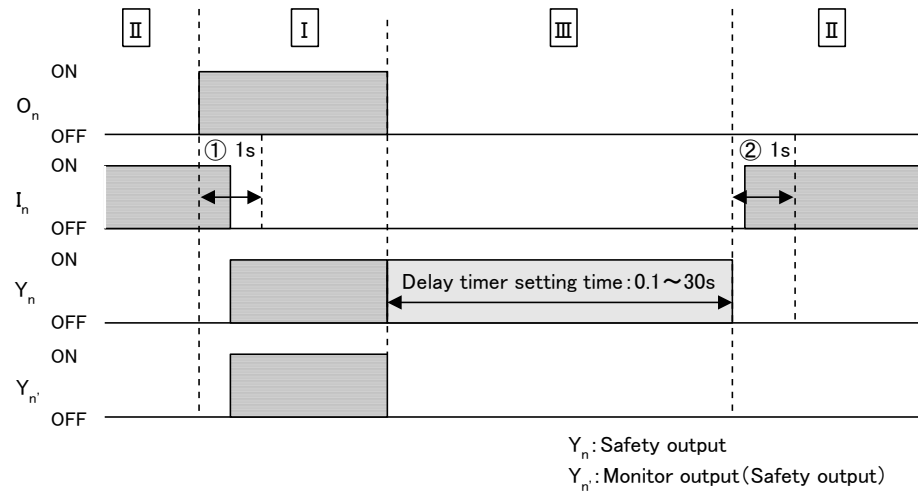 Ⅱ Ⅰ Ⅲ Ⅱ
ON
On
OFF
① 1s ② 1s
ON
In
OFF
ON
Yn
Delay timer setting time:0.1～30s
OFF
ON
Yn'
OFF
Yn:Safety output
Yn':Monitor output(Safety output)